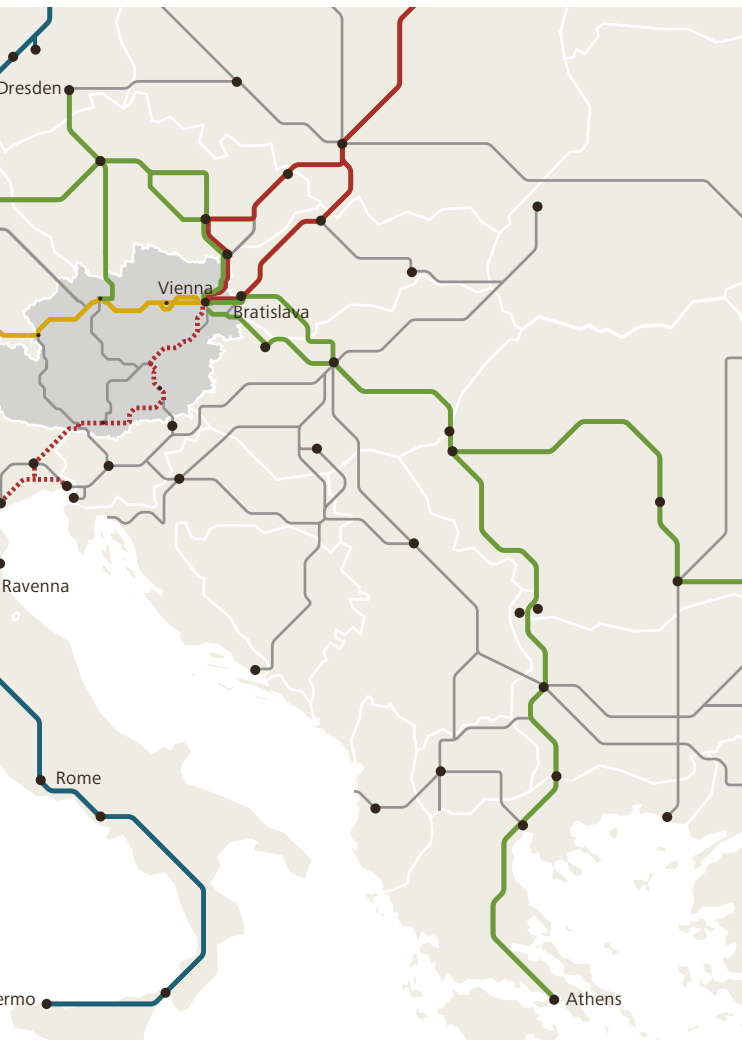 Dresden
Vienna
Bratislava
Ravenna
Rome
ermo
Athens